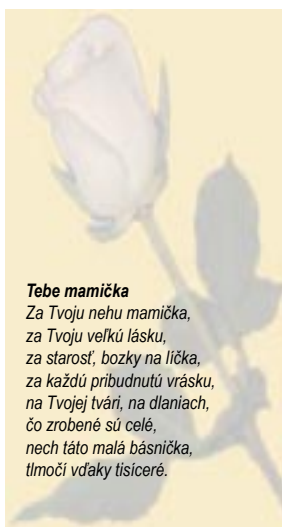 Tebe mamička
Za Tvoju nehu mamička,
za Tvoju veľkú lásku,
za starosť, bozky na líčka,
za každú pribudnutú vrásku,
na Tvojej tvári, na dlaniach,
čo zrobené sú celé,
nech táto malá básnička,
tlmočí vďaky tisíceré.